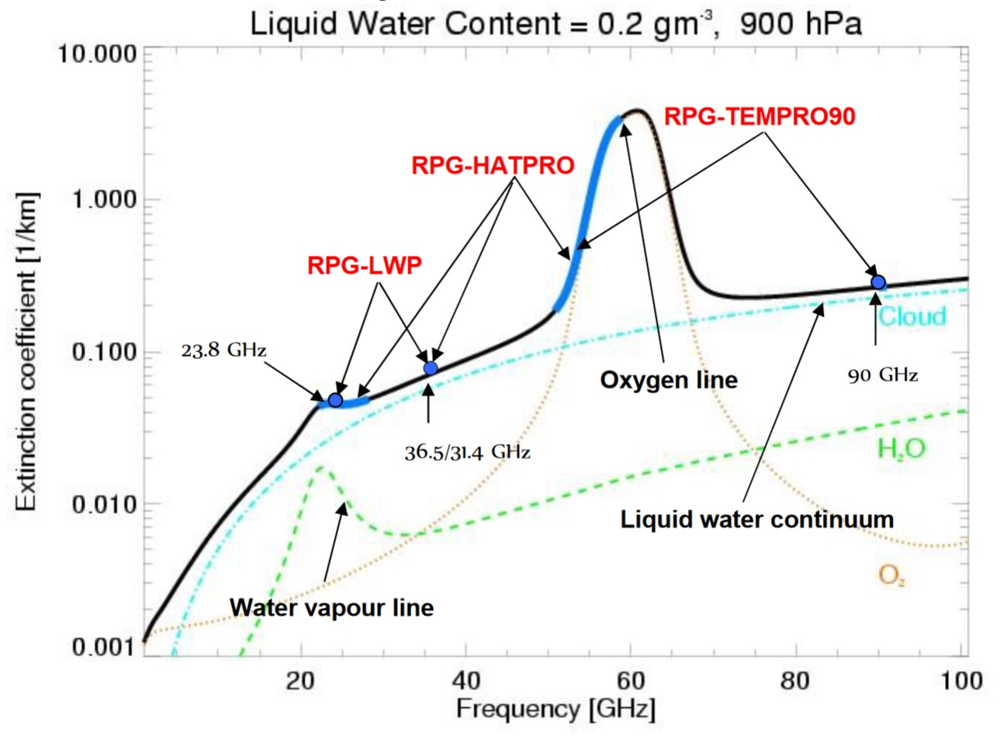 Liquid Water Content = 0.2 gm⁻³, 900 hPa
10.000
1.000
0.100
0.010
0.001
Extinction coefficient [1/km]
RPG-TEMPRO90
RPG-HATPRO
RPG-LWP
23.8 GHz
36.5/31.4 GHz
Oxygen line
Cloud
90 GHz
H₂O
Liquid water continuum
O₂
Water vapour line
20
40
60
80
100
Frequency [GHz]